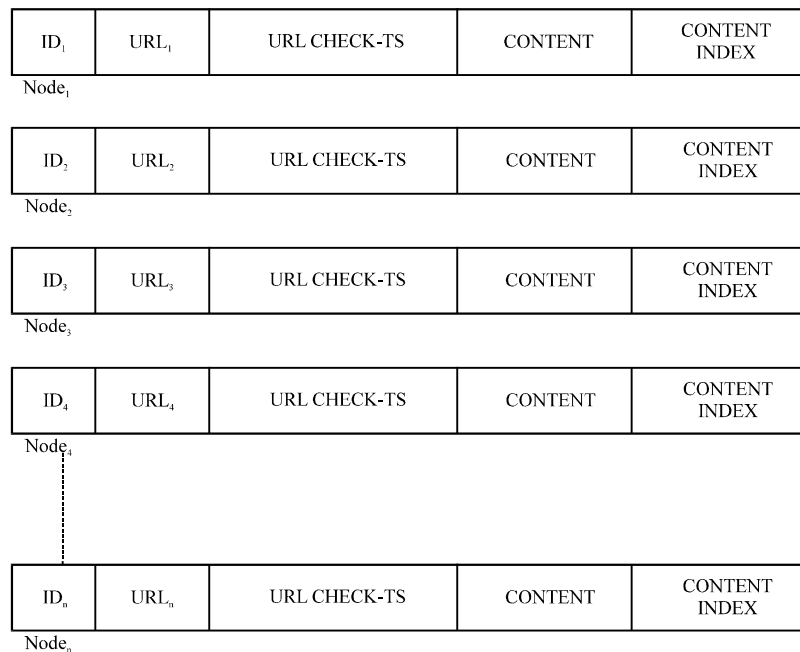 ID₁ URL₁ URL CHECK-TS CONTENT CONTENT INDEX
Node₁
ID₂ URL₂ URL CHECK-TS CONTENT CONTENT INDEX
Node₂
ID₃ URL₃ URL CHECK-TS CONTENT CONTENT INDEX
Node₃
ID₄ URL₄ URL CHECK-TS CONTENT CONTENT INDEX
Node₄
IDₙ URLₙ URL CHECK-TS CONTENT CONTENT INDEX
Nodeₙ